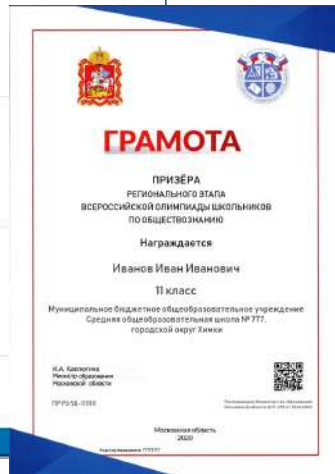 ГРАМОТА
ПРИЗЁРА
РЕГИОНАЛЬНОГО ЭТАПА
ВСЕРОССИЙСКОЙ ОЛИМПИАДЫ ШКОЛЬНИКОВ
ПО ОБЩЕСТВОЗНАНИЮ
Награждается
Иванов Иван Иванович
11 класс
Муниципальное бюджетное общеобразовательное учреждение
Средняя общеобразовательная школа № 777,
городской округ Химки
Министр образования
Московской области
Московская область
2020